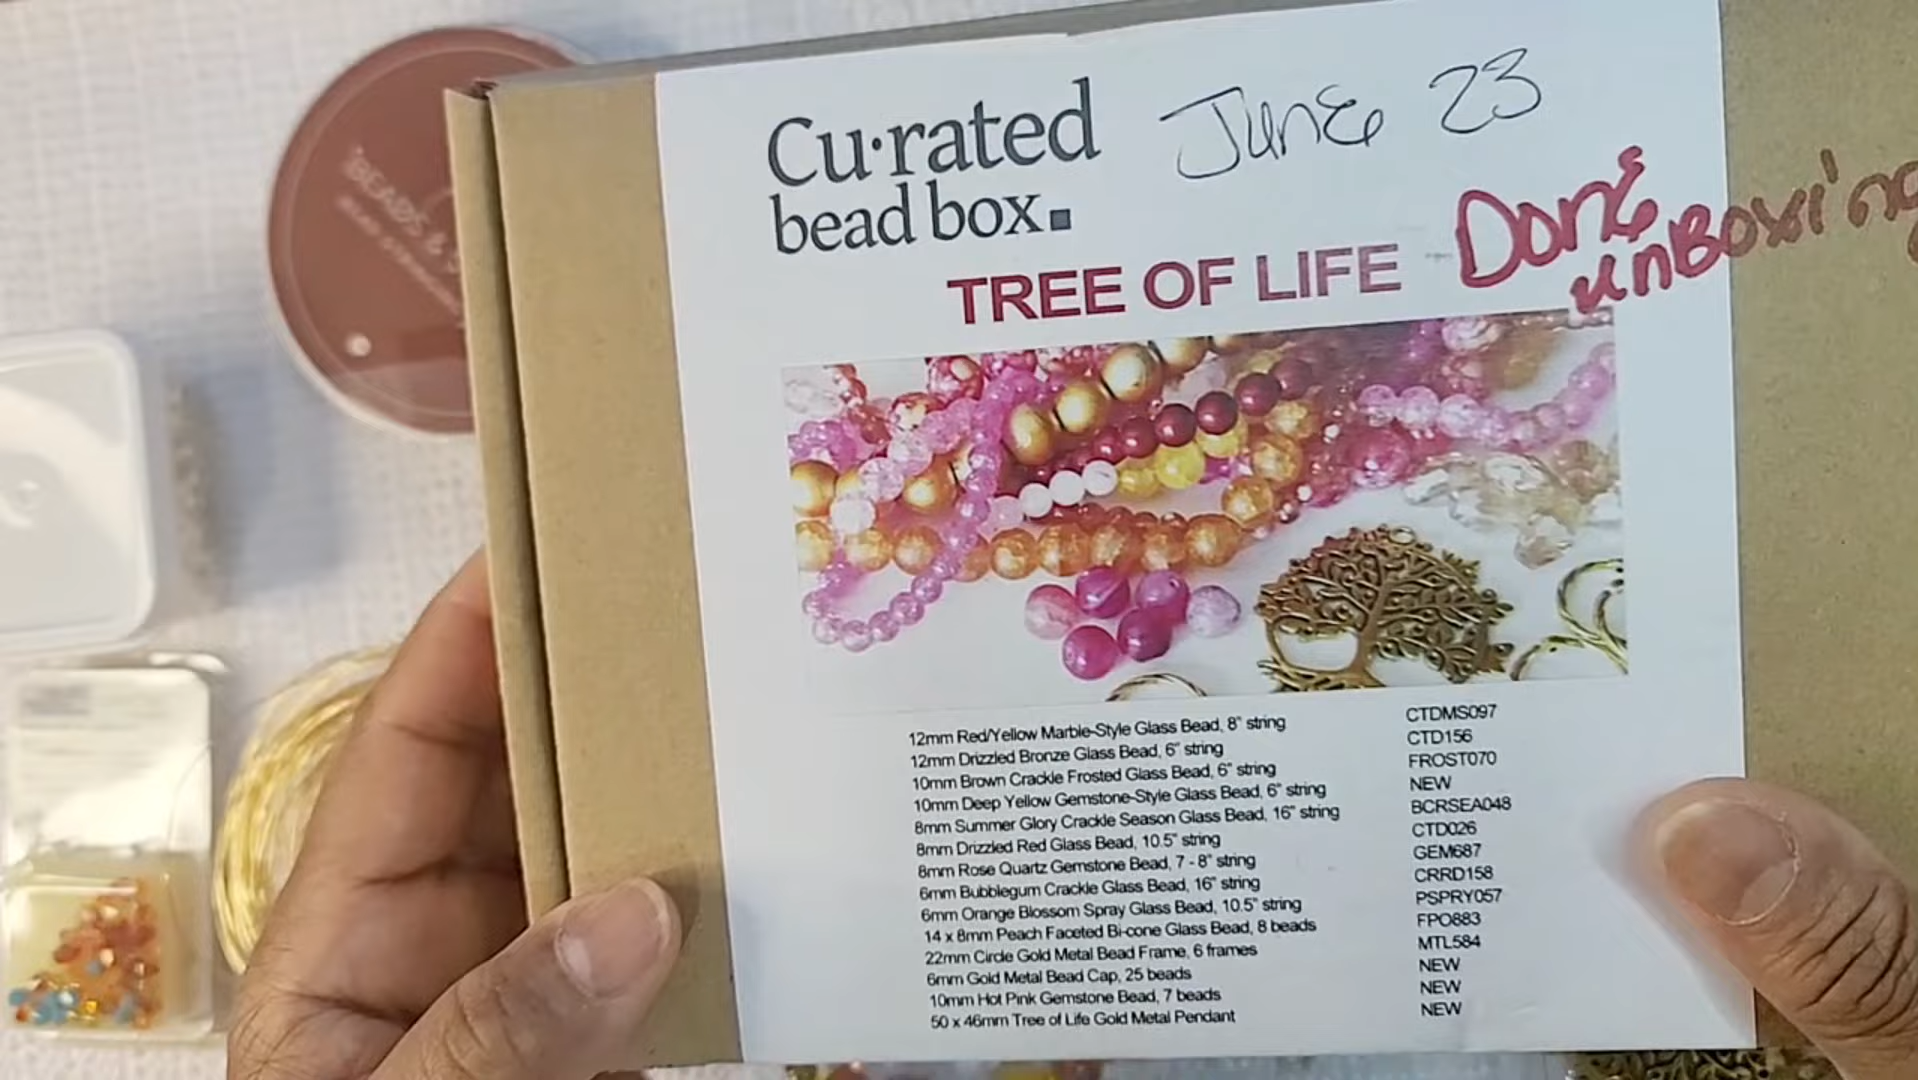 Cu·rated
bead box
June 23
TREE OF LIFE
Done
unBoxing
BEADS &
12mm Red/Yellow Marble-Style Glass Bead, 8" string CTDMS097
12mm Drizzled Bronze Glass Bead, 6" string CTD156
10mm Brown Crackle Frosted Glass Bead, 6" string FROST070
10mm Deep Yellow Gemstone-Style Glass Bead, 6" string NEW
8mm Summer Glory Crackle Season Glass Bead, 16" string BCRSEA048
8mm Drizzled Red Glass Bead, 10.5" string CTD026
8mm Rose Quartz Gemstone Bead, 7 - 8" string GEM687
6mm Bubblegum Crackle Glass Bead, 16" string CRRD158
6mm Orange Blossom Spray Glass Bead, 10.5" string PSPRY057
14 x 8mm Peach Faceted Bi-cone Glass Bead, 8 beads FPO883
22mm Circle Gold Metal Bead Frame, 6 frames MTL584
6mm Gold Metal Bead Cap, 25 beads NEW
10mm Hot Pink Gemstone Bead, 7 beads NEW
50 x 46mm Tree of Life Gold Metal Pendant NEW